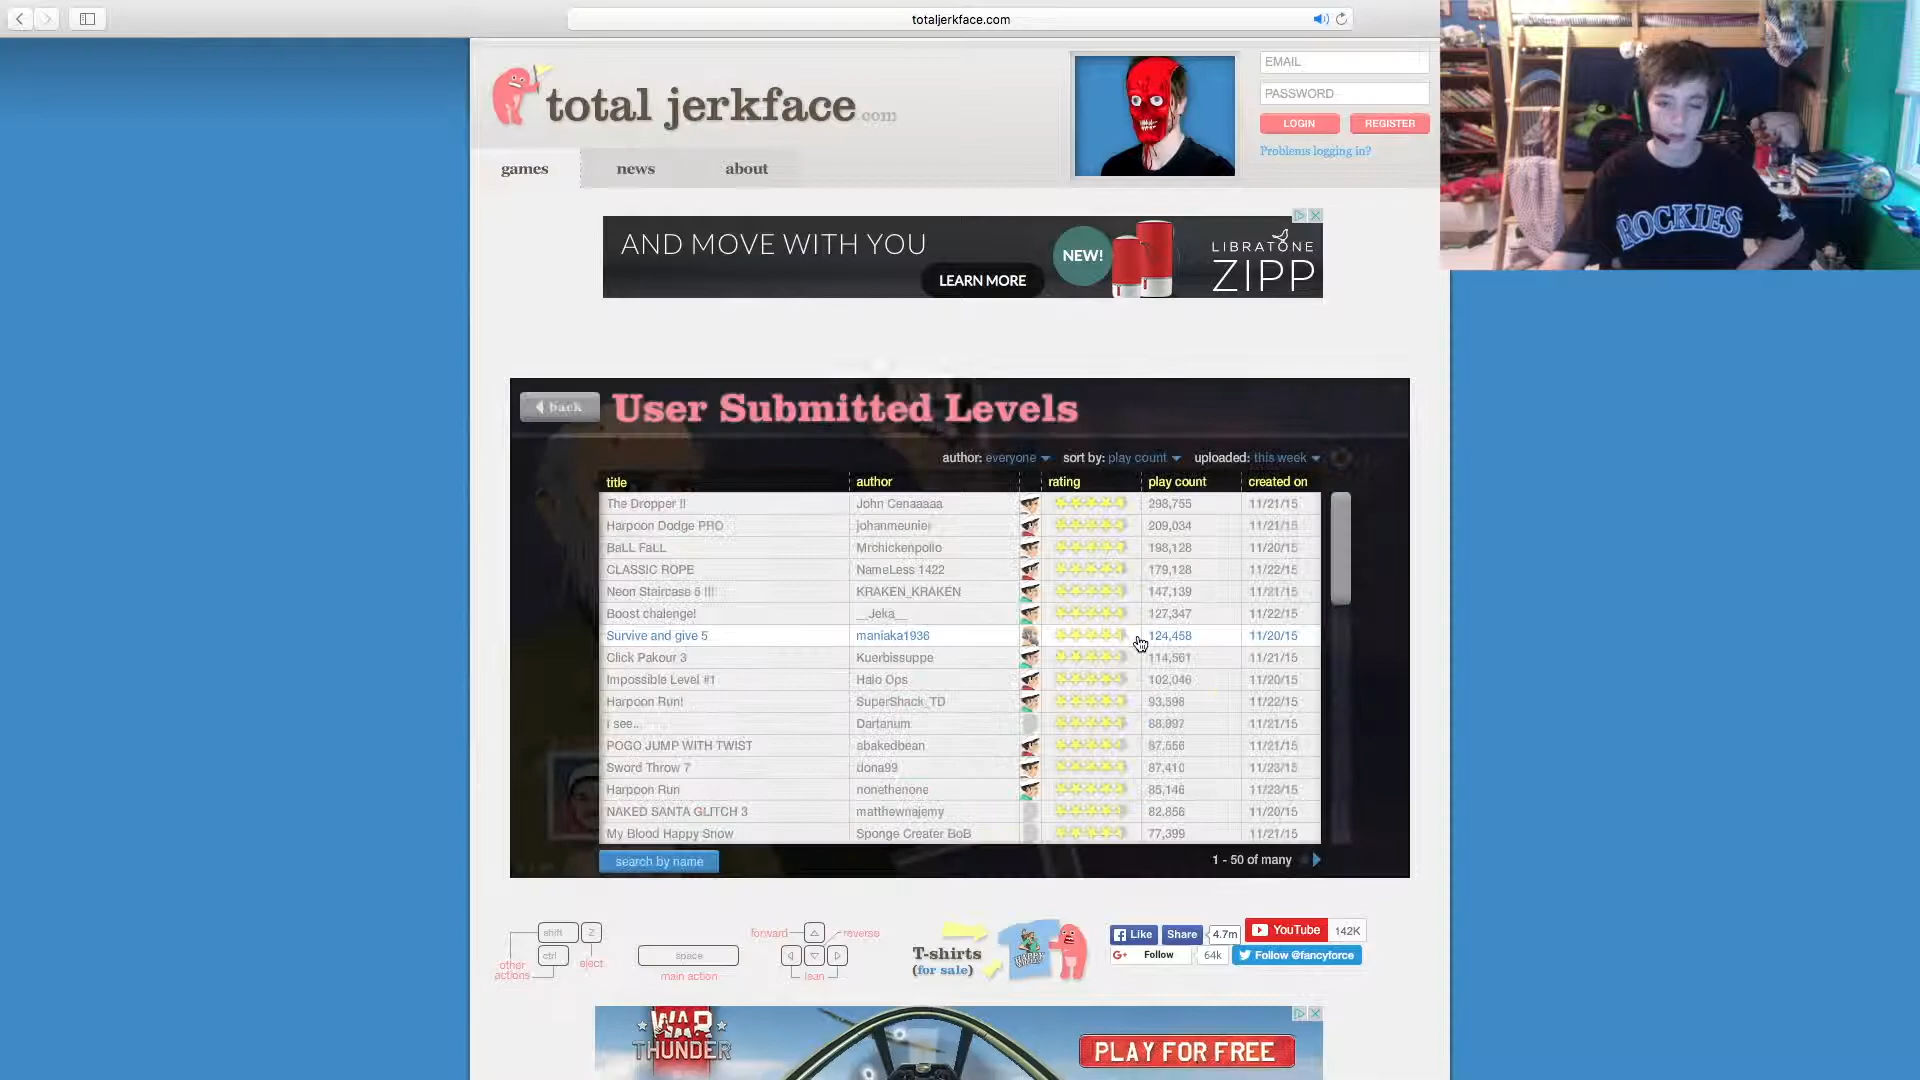 totaljerkface.com
total jerkface.com
EMAIL
PASSWORD
LOGIN REGISTER
Problems logging in?
games news about
AND MOVE WITH YOU
LEARN MORE
NEW!
LIBRATONE
ZIPP
back
User Submitted Levels
author: everyone sort by: play count uploaded: this week
title author rating play count created on
The Dropper !! John Cenaaaaa 298,755 11/21/15
Harpoon Dodge PRO johanmeunier 209,034 11/21/15
BaLL FaLL Mrchickenpollo 198,128 11/20/15
CLASSIC ROPE NameLess 1422 179,128 11/22/15
Neon Staircase 5 !!! KRAKEN_KRAKEN 147,139 11/21/15
Boost chalenge! __Jeka__ 127,347 11/22/15
Survive and give 5 maniaka1936 124,458 11/20/15
Click Pakour 3 Kuerbissuppe 114,561 11/21/15
Impossible Level #1 Halo Ops 102,046 11/20/15
Harpoon Run! SuperShack_TD 93,598 11/22/15
I see.. Dartanum 88,997 11/21/15
POGO JUMP WITH TWIST abakedbean 87,656 11/21/15
Sword Throw 7 dona99 87,410 11/23/15
Harpoon Run nonethenone 85,146 11/23/15
NAKED SANTA GLITCH 3 matthewnajemy 82,856 11/20/15
My Blood Happy Snow Sponge Creater BoB 77,399 11/21/15
search by name
1 - 50 of many
shift Z
ctrl
other actions
eject
space
main action
forward reverse
lean
T-shirts
(for sale)
Like Share 4.7m YouTube 142K
Follow 64k Follow @fancyforce
WAR
THUNDER
PLAY FOR FREE
ROCKIES